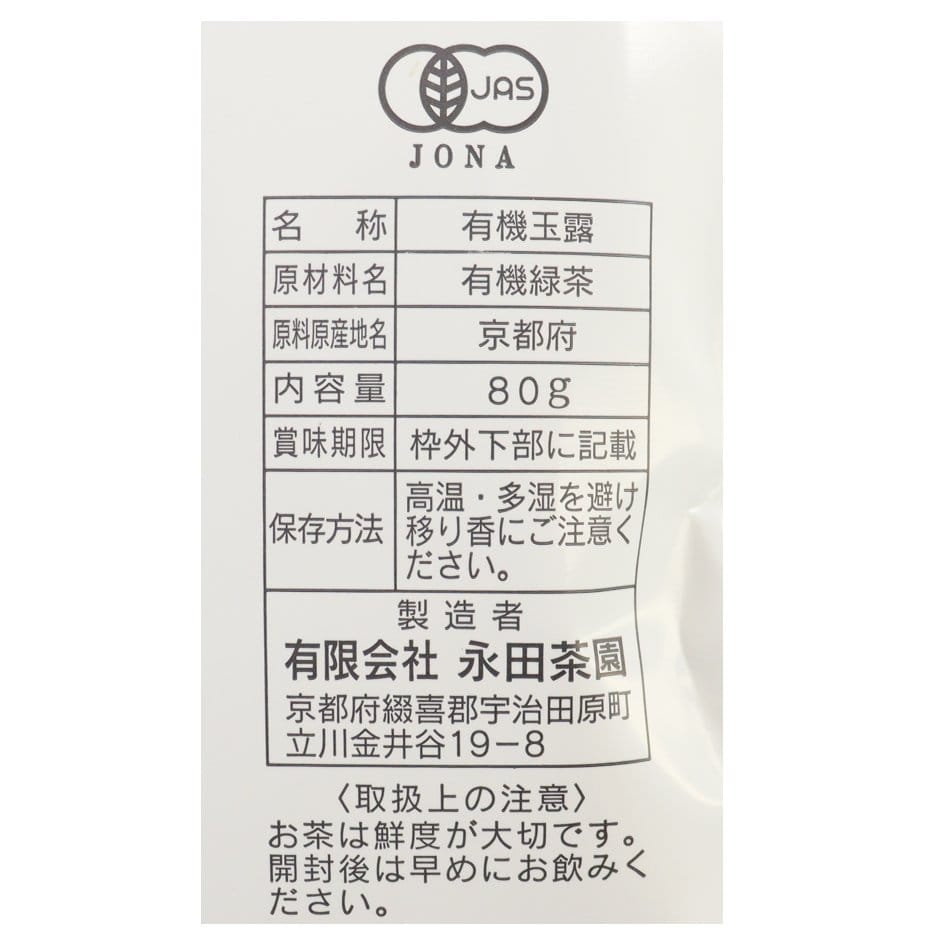 JAS
JONA
名称 有機玉露
原材料名 有機緑茶
原料原産地名 京都府
内容量 80g
賞味期限 枠外下部に記載
保存方法 高温・多湿を避け
移り香にご注意く
ださい。
製造者
有限会社 永田茶園
京都府綴喜郡宇治田原町
立川金井谷19-8
〈取扱上の注意〉
お茶は鮮度が大切です。
開封後は早めにお飲みく
ださい。